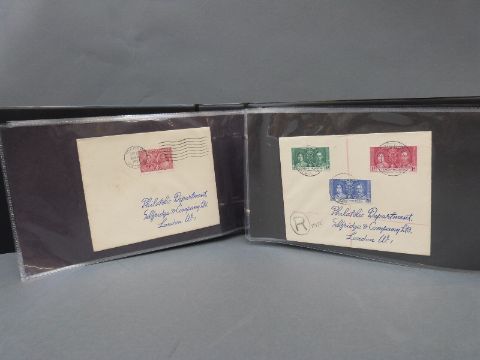 Philatelic Department,
Selfridge & Company Ltd.
London W.1
R
Philatelic Department,
Selfridge & Company Ltd.
London W.1